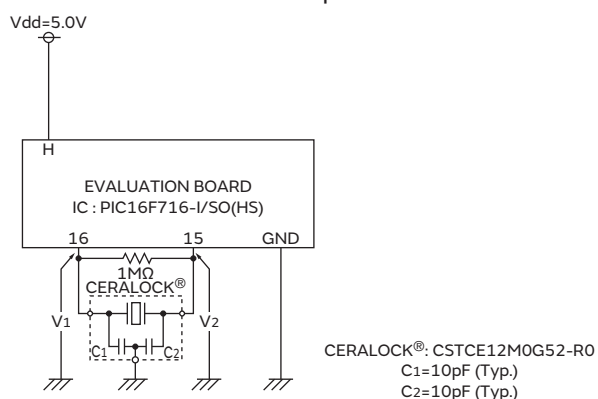 Vdd=5.0V
H
EVALUATION BOARD
IC : PIC16F716-I/SO(HS)
16 15 GND
1MΩ
CERALOCK®
V1 V2
C1 C2
CERALOCK®: CSTCE12M0G52-R0
C1=10pF (Typ.)
C2=10pF (Typ.)